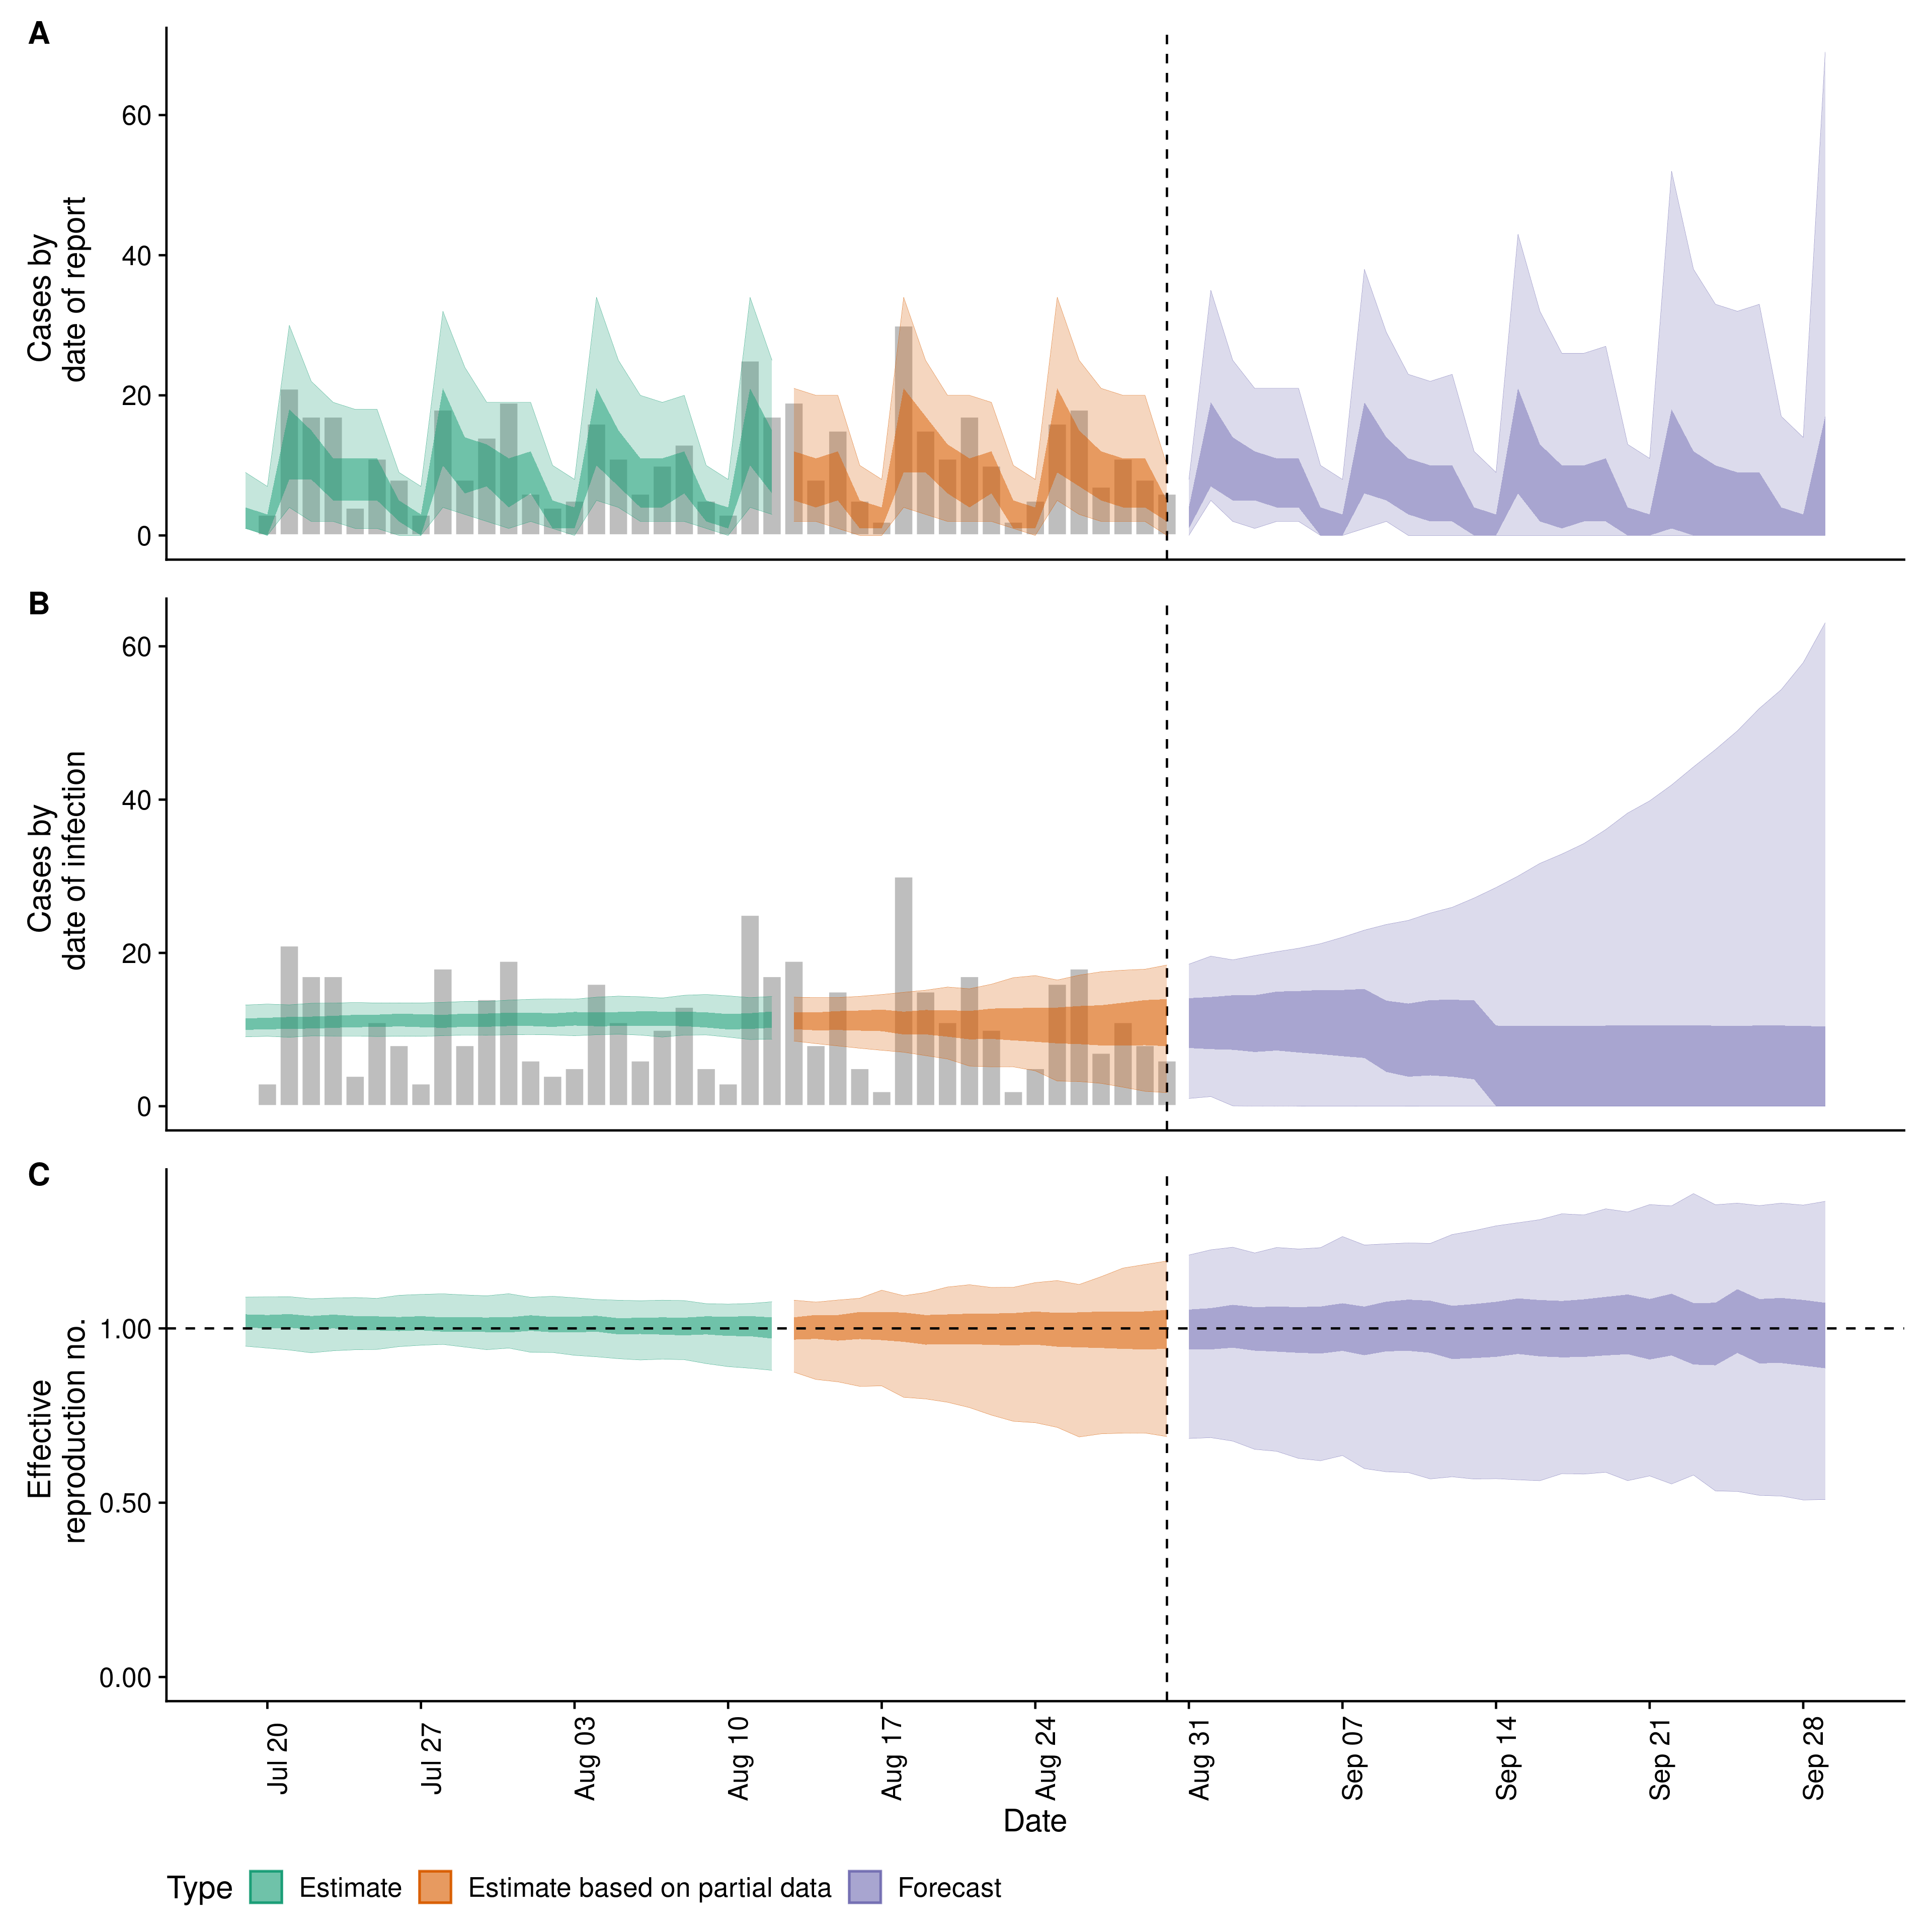 A
Cases by
date of report
60
40
20
0
B
Cases by
date of infection
60
40
20
0
C
Effective
reproduction no.
1.00
0.50
0.00
Jul 20
Jul 27
Aug 03
Aug 10
Aug 17
Aug 24
Aug 31
Sep 07
Sep 14
Sep 21
Sep 28
Date
Type Estimate Estimate based on partial data Forecast